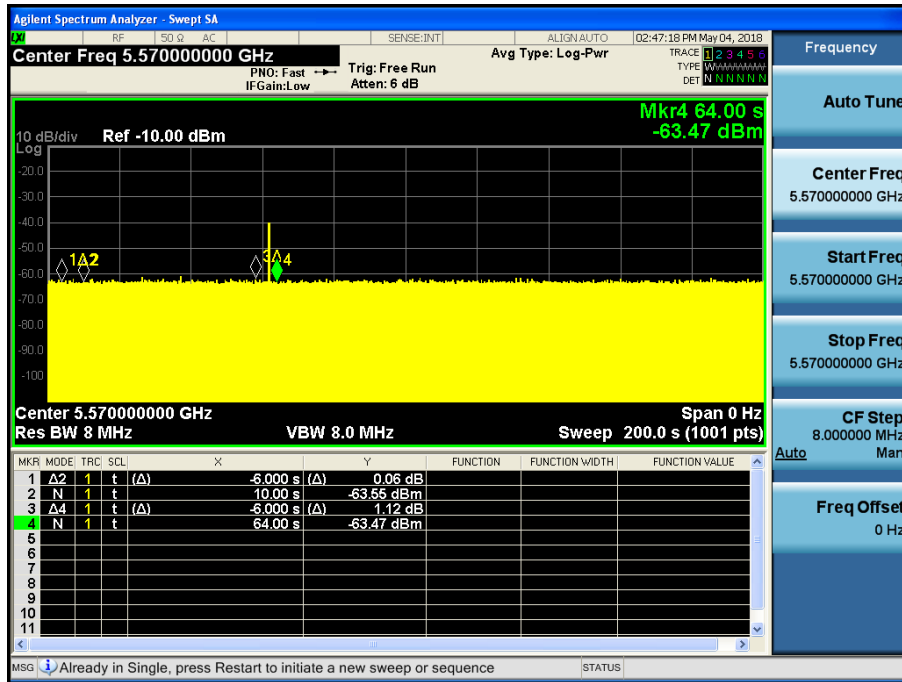 Agilent Spectrum Analyzer - Swept SA
LXI RF 50 Ω AC SENSE:INT ALIGN AUTO 02:47:18 PM May 04, 2018
Center Freq 5.570000000 GHz Avg Type: Log-Pwr TRACE 1 2 3 4 5 6
PNO: Fast Trig: Free Run TYPE WWWWWW
IFGain:Low Atten: 6 dB DET N N N N N N
Mkr4 64.00 s
10 dB/div Ref -10.00 dBm -63.47 dBm
Log
-20.0
-30.0
-40.0
-50.0
1Δ2 3Δ4
-60.0
-70.0
-80.0
-90.0
-100
Center 5.570000000 GHz Span 0 Hz
Res BW 8 MHz VBW 8.0 MHz Sweep 200.0 s (1001 pts)
MKR MODE TRC SCL X Y FUNCTION FUNCTION WIDTH FUNCTION VALUE
1 Δ2 1 t (Δ) -6.000 s (Δ) 0.06 dB
2 N 1 t 10.00 s -63.55 dBm
3 Δ4 1 t (Δ) -6.000 s (Δ) 1.12 dB
4 N 1 t 64.00 s -63.47 dBm
5
6
7
8
9
10
11
MSG Already in Single, press Restart to initiate a new sweep or sequence STATUS
Frequency
Auto Tune
Center Freq
5.570000000 GHz
Start Freq
5.570000000 GHz
Stop Freq
5.570000000 GHz
CF Step
8.000000 MHz
Auto Man
Freq Offset
0 Hz